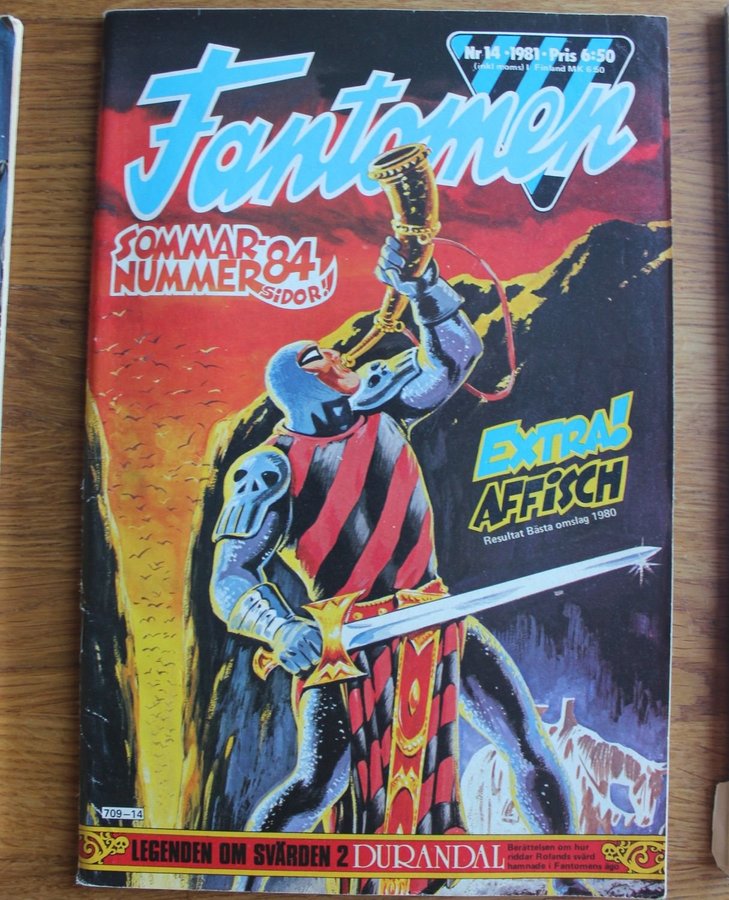 Nr 14 · 1981 · Pris 6:50
(inkl moms) I Finland MK 6:50
Fantomen
SOMMAR-
NUMMER 84
SIDOR!!
EXTRA!
AFFISCH
Resultat Bästa omslag 1980
709-14
LEGENDEN OM SVÄRDEN 2 DURANDAL
Berättelsen om hur
riddar Rolands svärd
hamnade i Fantomens ägo